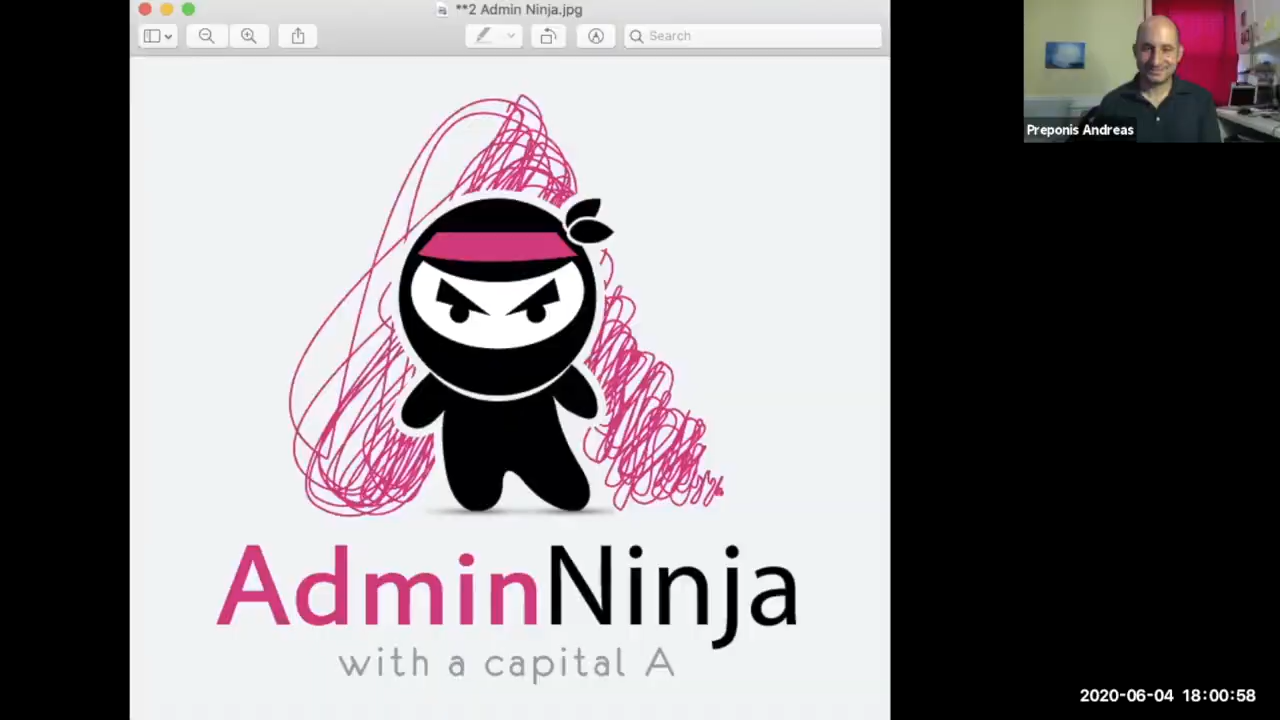 **2 Admin Ninja.jpg
Search
Preponis Andreas
AdminNinja
with a capital A
2020-06-04 18:00:58